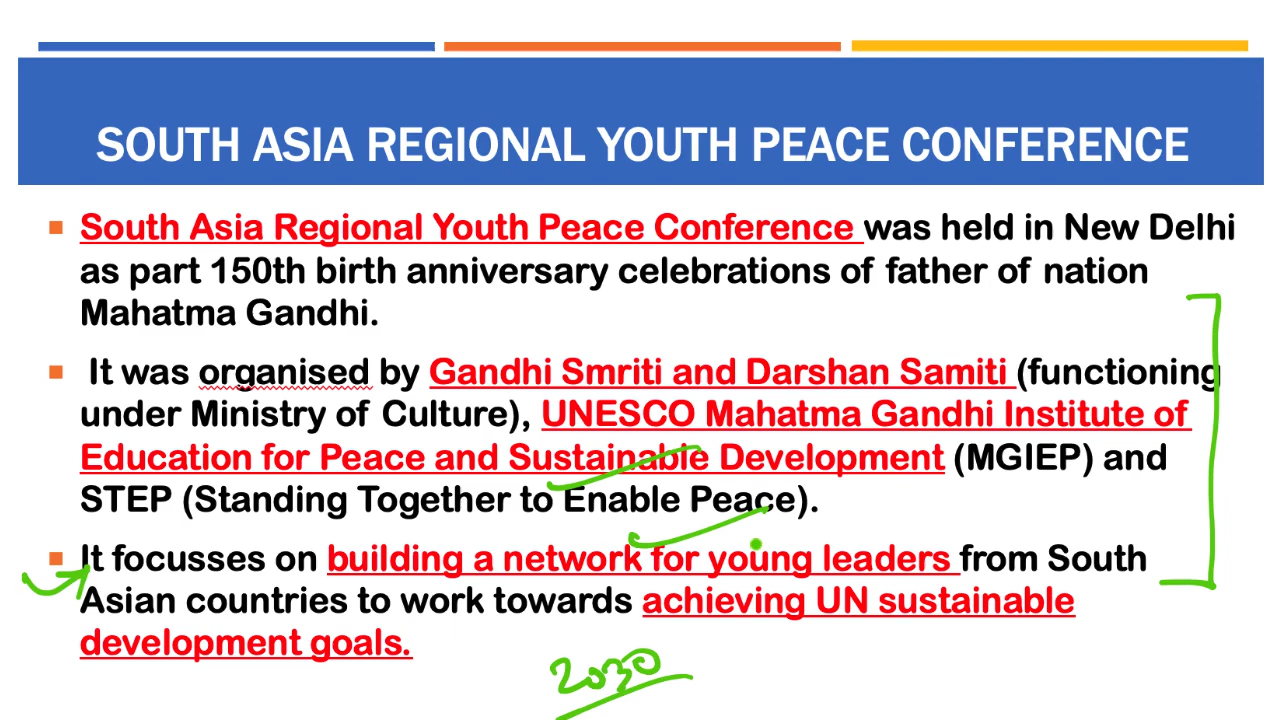 SOUTH ASIA REGIONAL YOUTH PEACE CONFERENCE
South Asia Regional Youth Peace Conference was held in New Delhi
as part 150th birth anniversary celebrations of father of nation
Mahatma Gandhi.
It was organised by Gandhi Smriti and Darshan Samiti (functioning
under Ministry of Culture), UNESCO Mahatma Gandhi Institute of
Education for Peace and Sustainable Development (MGIEP) and
STEP (Standing Together to Enable Peace).
It focusses on building a network for young leaders from South
Asian countries to work towards achieving UN sustainable
development goals.
2030